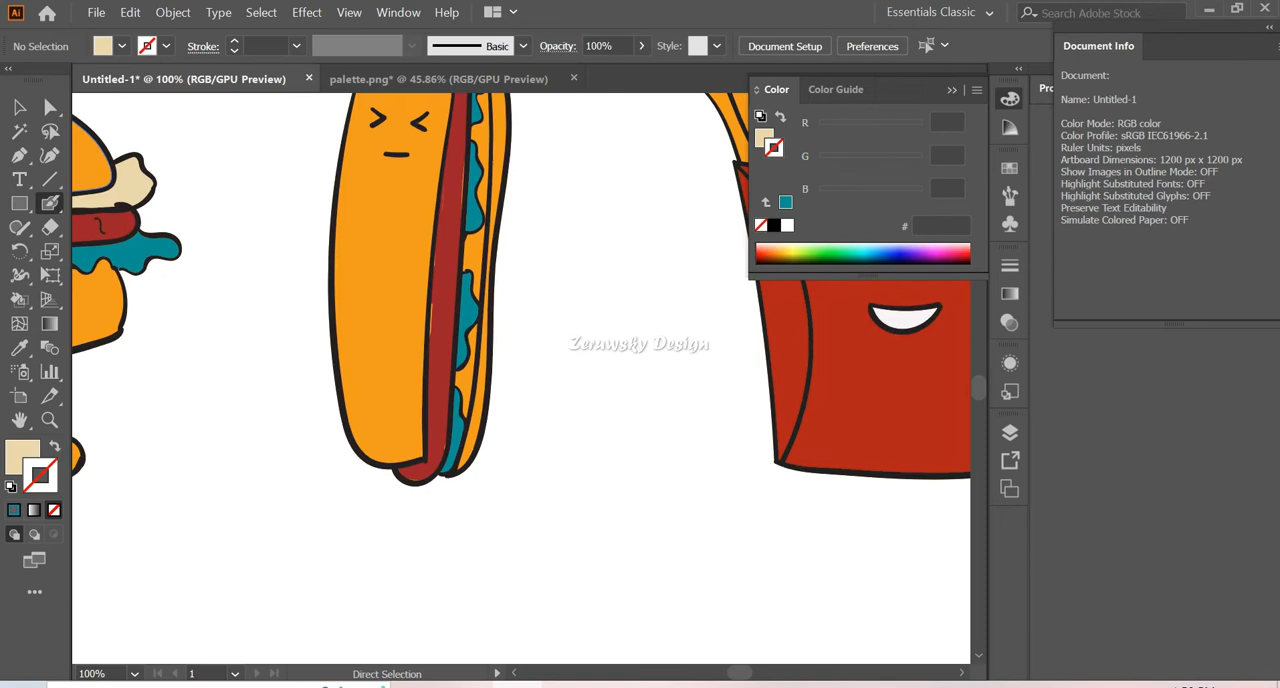 Ai File Edit Object Type Select Effect View Window Help Essentials Classic Search Adobe Stock
No Selection Stroke: Basic Opacity: 100% Style: Document Setup Preferences
Untitled-1* @ 100% (RGB/GPU Preview) × palette.png* @ 45.86% (RGB/GPU Preview) ×
Color Color Guide
R
G
B
#
Document Info
Document:
Name: Untitled-1
Color Mode: RGB color
Color Profile: sRGB IEC61966-2.1
Ruler Units: pixels
Artboard Dimensions: 1200 px x 1200 px
Show Images in Outline Mode: OFF
Highlight Substituted Fonts: OFF
Highlight Substituted Glyphs: OFF
Preserve Text Editability
Simulate Colored Paper: OFF
Zerawsky Design
100% 1 Direct Selection